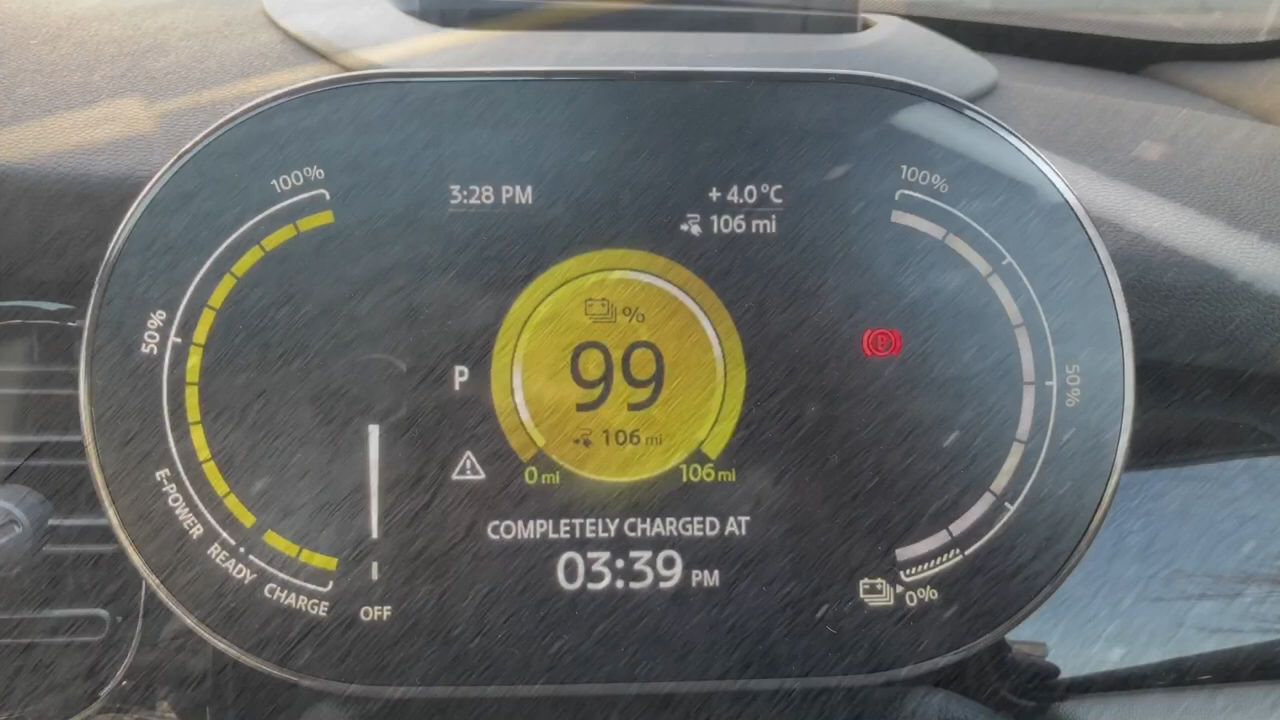 3:28 PM
+ 4.0°C
106 mi
100%
50%
E-POWER
READY
CHARGE
OFF
P
%
99
106 mi
0 mi
106 mi
COMPLETELY CHARGED AT
03:39 PM
100%
50%
P
0%